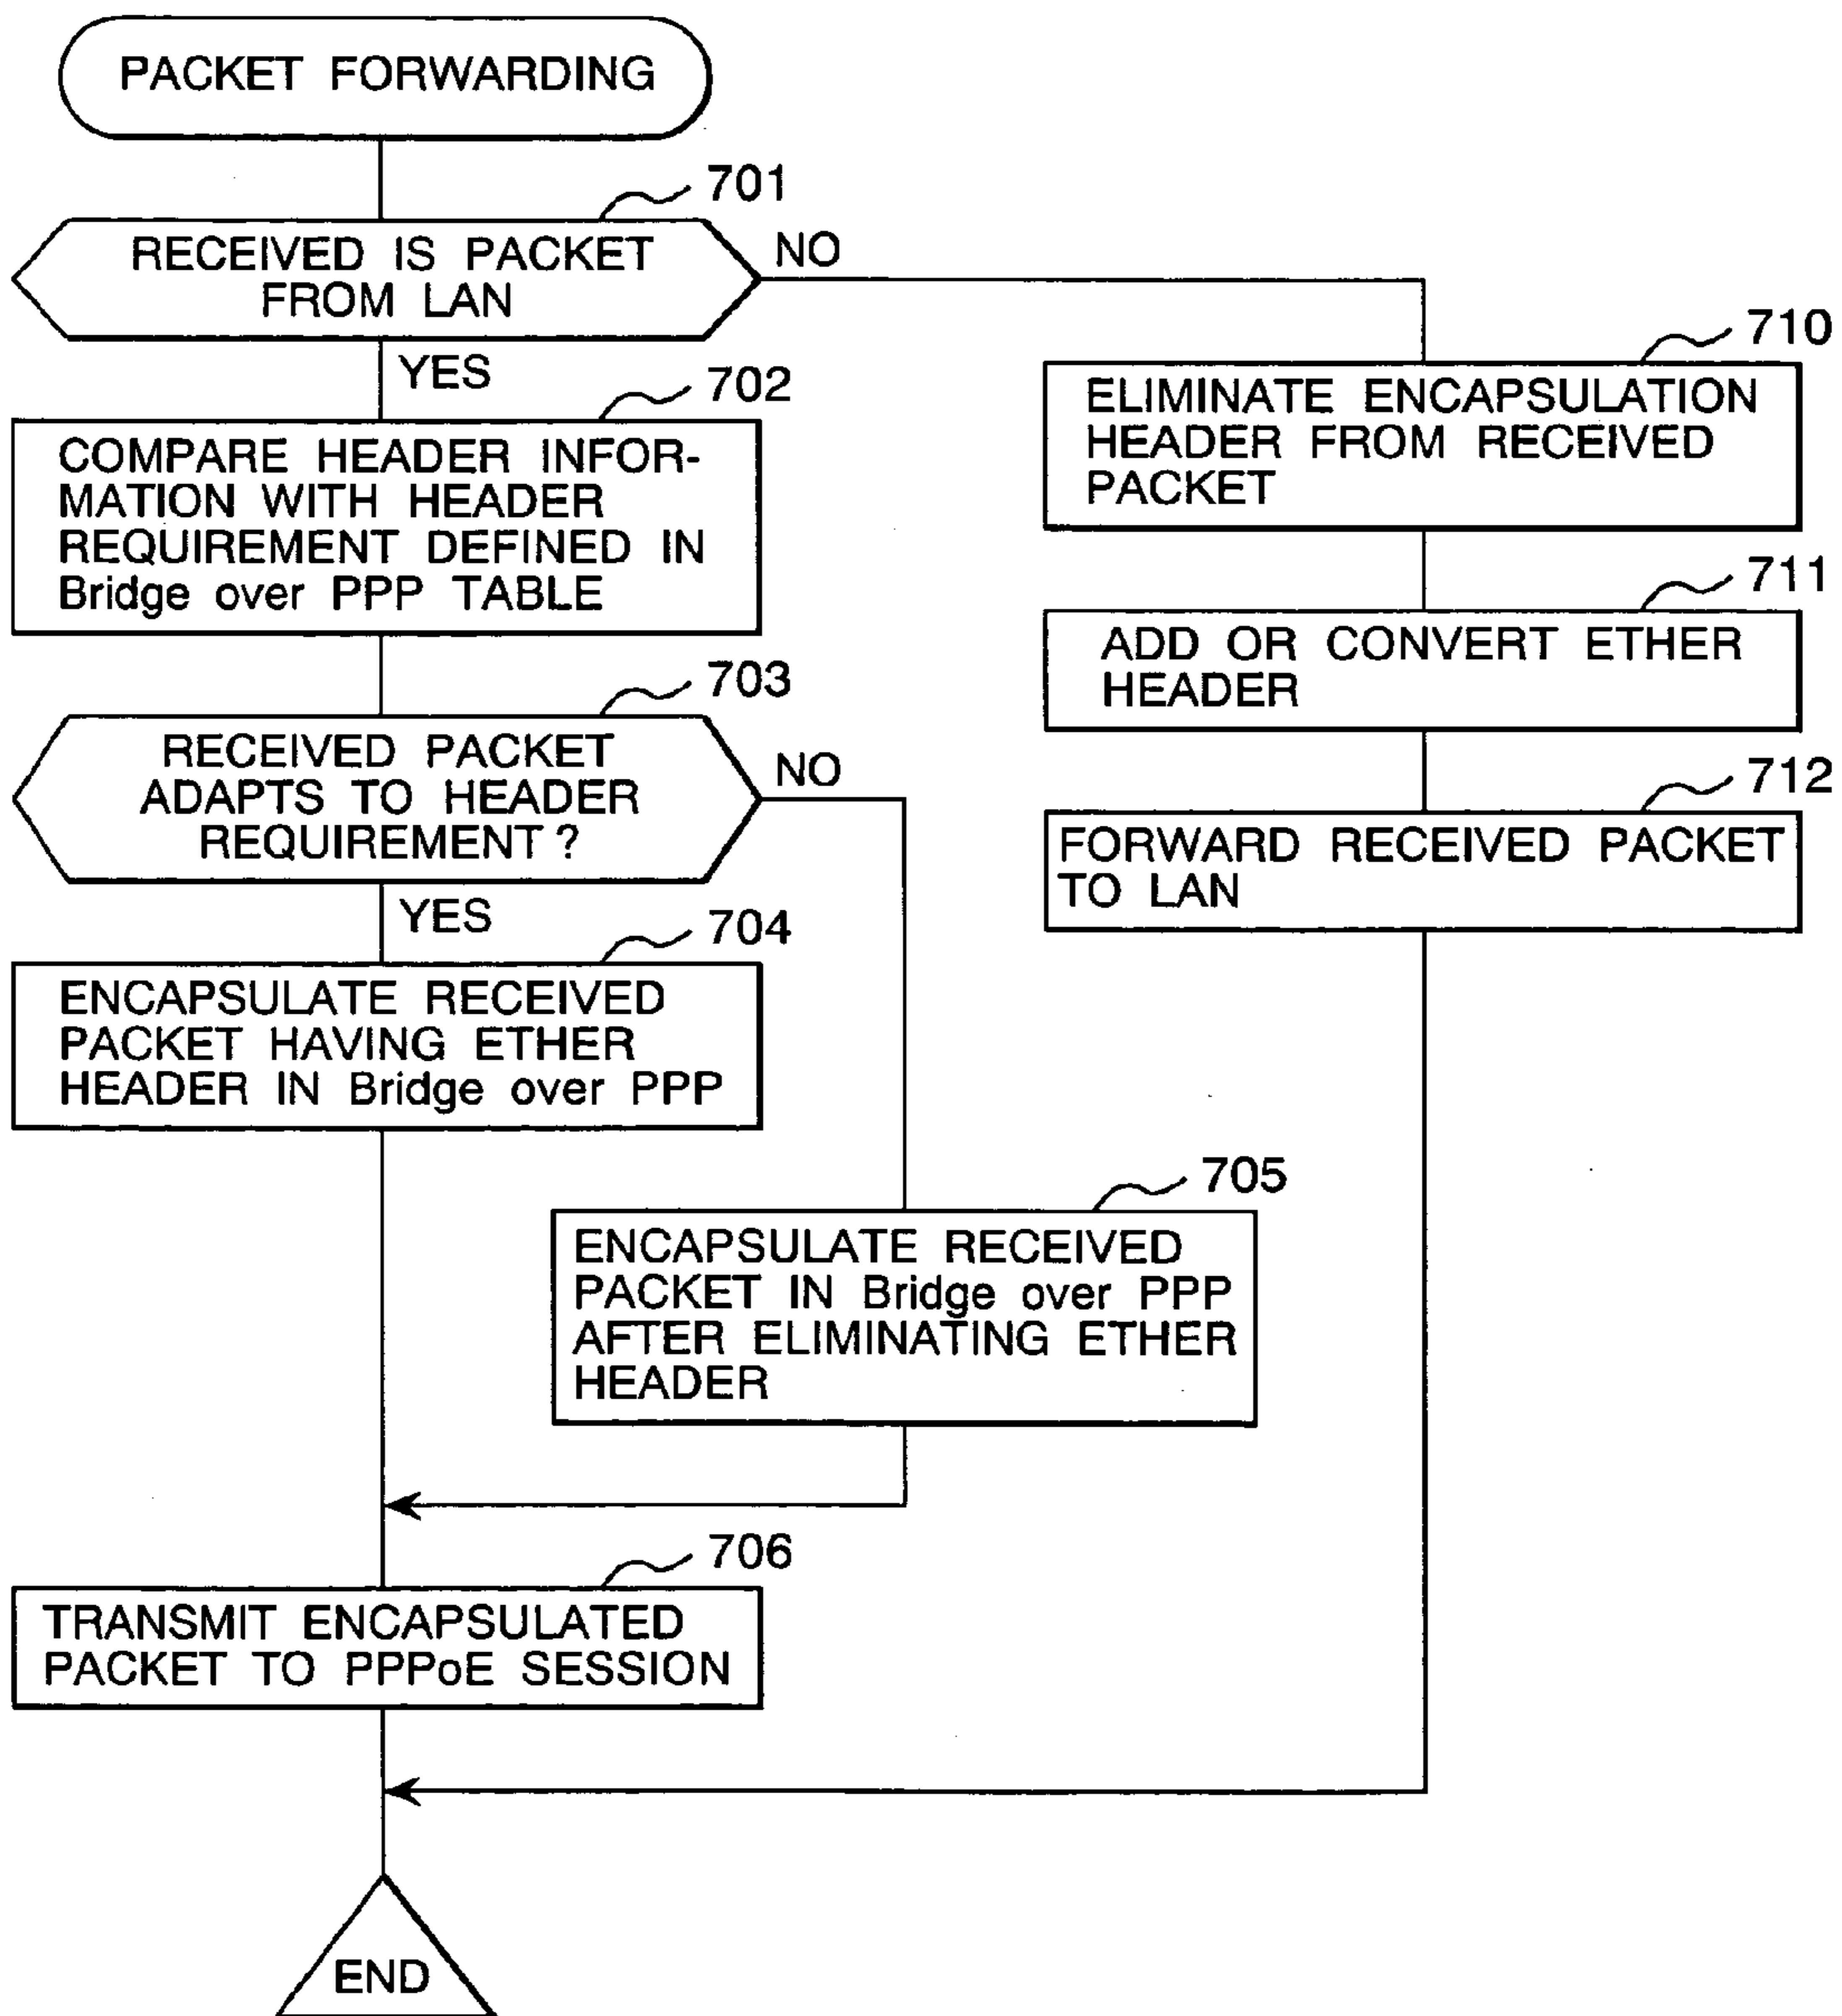 PACKET FORWARDING
701
RECEIVED IS PACKET
FROM LAN
NO
YES
702
COMPARE HEADER INFOR-
MATION WITH HEADER
REQUIREMENT DEFINED IN
Bridge over PPP TABLE
703
RECEIVED PACKET
ADAPTS TO HEADER
REQUIREMENT?
NO
YES
704
ENCAPSULATE RECEIVED
PACKET HAVING ETHER
HEADER IN Bridge over PPP
705
ENCAPSULATE RECEIVED
PACKET IN Bridge over PPP
AFTER ELIMINATING ETHER
HEADER
706
TRANSMIT ENCAPSULATED
PACKET TO PPPoE SESSION
710
ELIMINATE ENCAPSULATION
HEADER FROM RECEIVED
PACKET
711
ADD OR CONVERT ETHER
HEADER
712
FORWARD RECEIVED PACKET
TO LAN
END